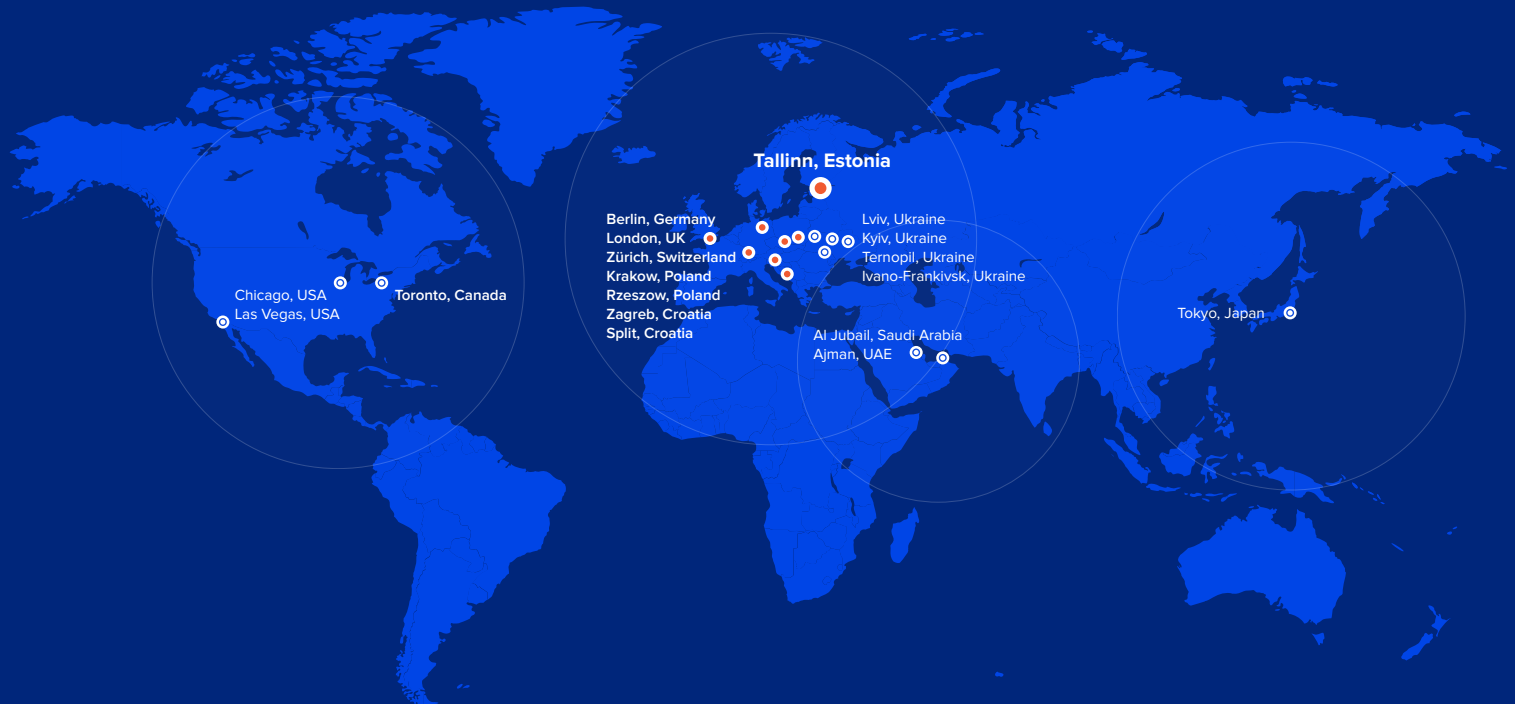 Tallinn, Estonia
Berlin, Germany
London, UK
Zürich, Switzerland
Krakow, Poland
Rzeszow, Poland
Zagreb, Croatia
Split, Croatia
Lviv, Ukraine
Kyiv, Ukraine
Ternopil, Ukraine
Ivano-Frankivsk, Ukraine
Chicago, USA
Las Vegas, USA
Toronto, Canada
Al Jubail, Saudi Arabia
Ajman, UAE
Tokyo, Japan